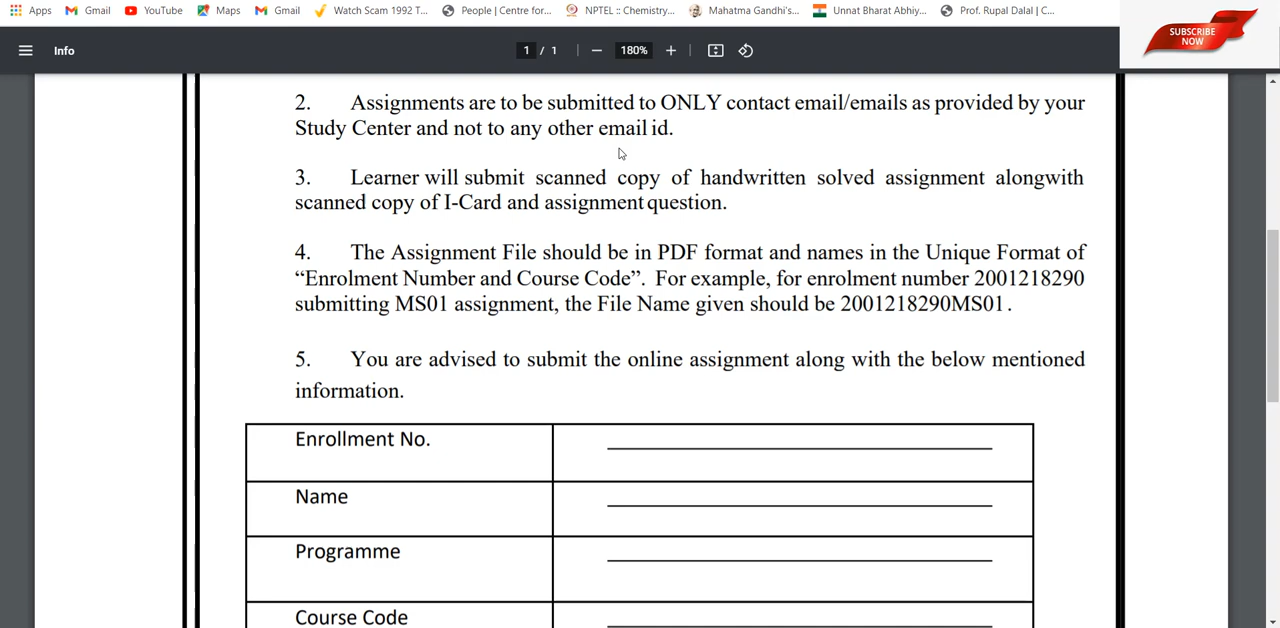 Apps Gmail YouTube Maps Gmail Watch Scam 1992 T... People | Centre for... NPTEL :: Chemistry... Mahatma Gandhi's... Unnat Bharat Abhiy... Prof. Rupal Dalal | C...
SUBSCRIBE
NOW
Info 1 / 1 180%
2. Assignments are to be submitted to ONLY contact email/emails as provided by your
Study Center and not to any other email id.
3. Learner will submit scanned copy of handwritten solved assignment alongwith
scanned copy of I-Card and assignment question.
4. The Assignment File should be in PDF format and names in the Unique Format of
“Enrolment Number and Course Code”. For example, for enrolment number 2001218290
submitting MS01 assignment, the File Name given should be 2001218290MS01.
5. You are advised to submit the online assignment along with the below mentioned
information.
Enrollment No.
Name
Programme
Course Code